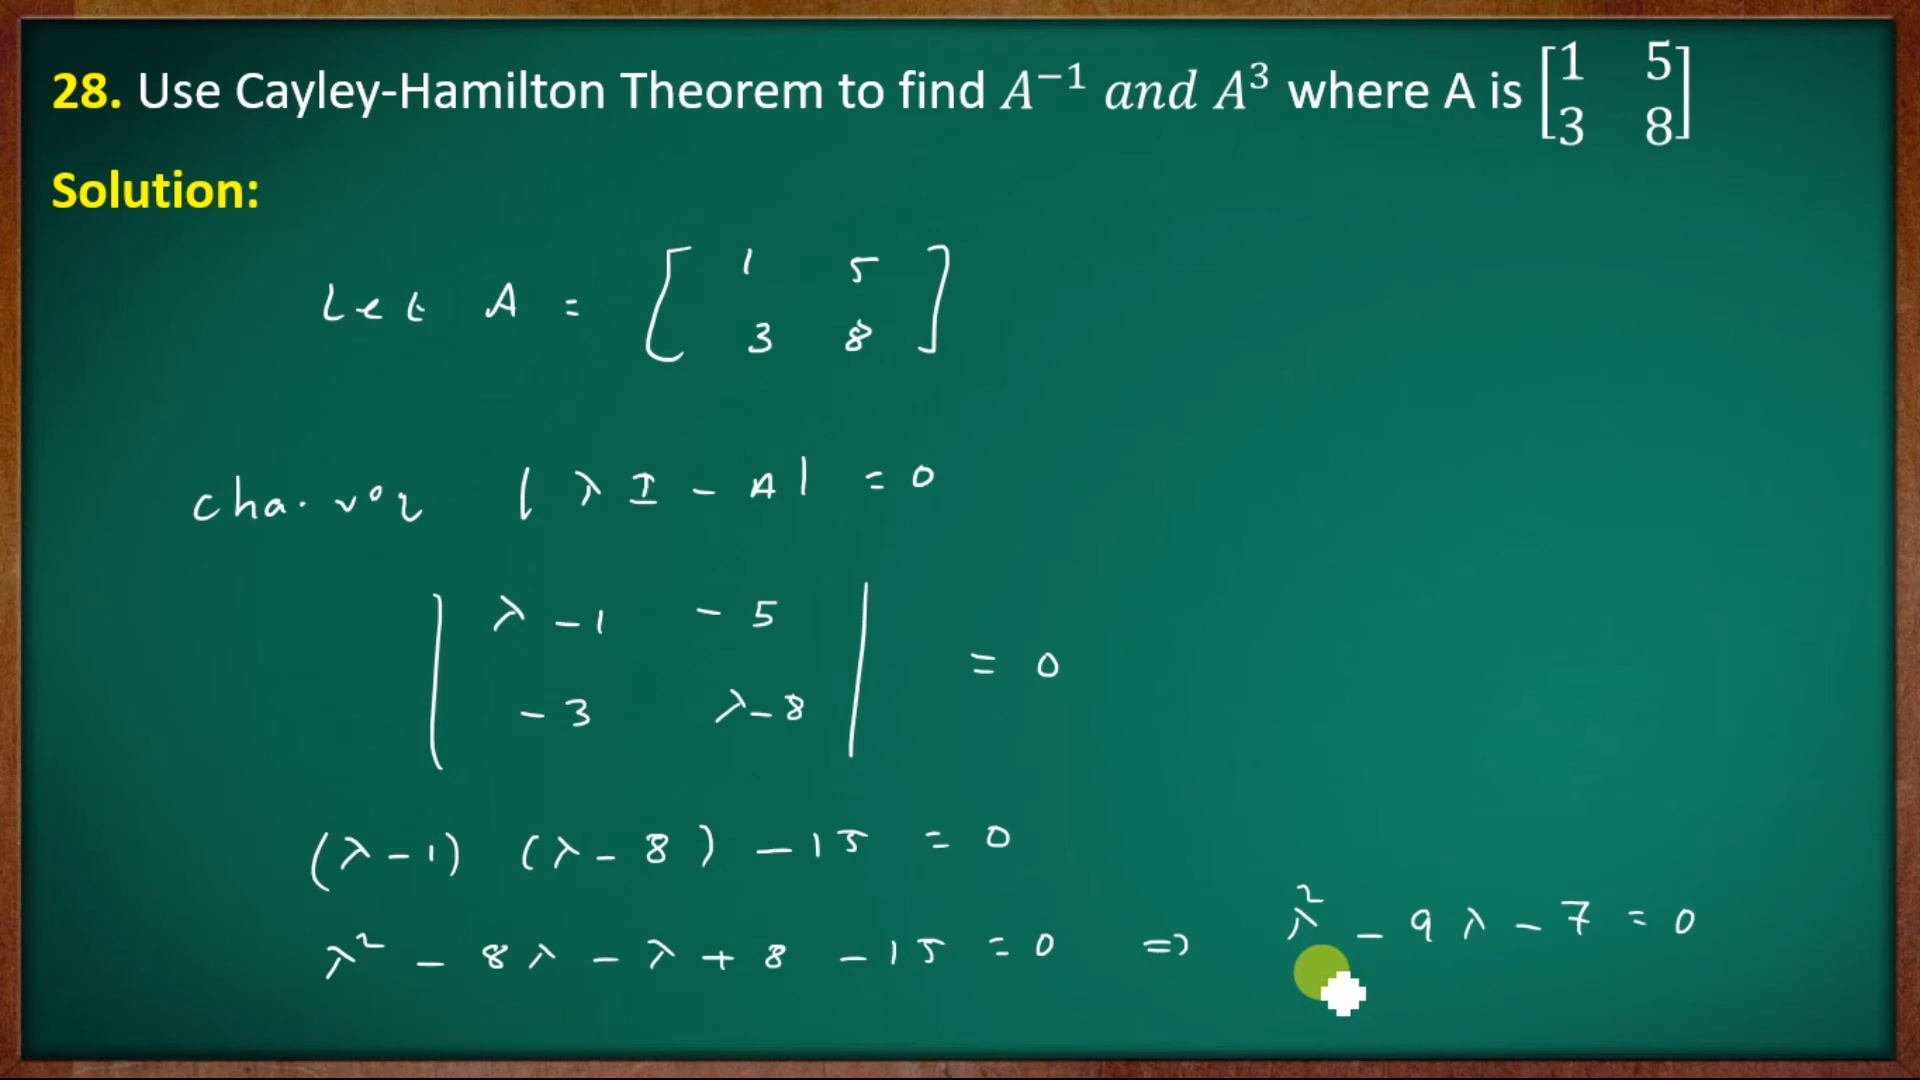 28. Use Cayley-Hamilton Theorem to find A⁻¹ and A³ where A is [1 5
3 8]
Solution:
Let A = [1 5
3 8]
|λI - A| = 0
|λ-1 -5
-3 λ-8| = 0
(λ-1) (λ-8) -15 = 0
λ² - 8λ - λ + 8 - 15 = 0 ⇒ λ² - 9λ - 7 = 0